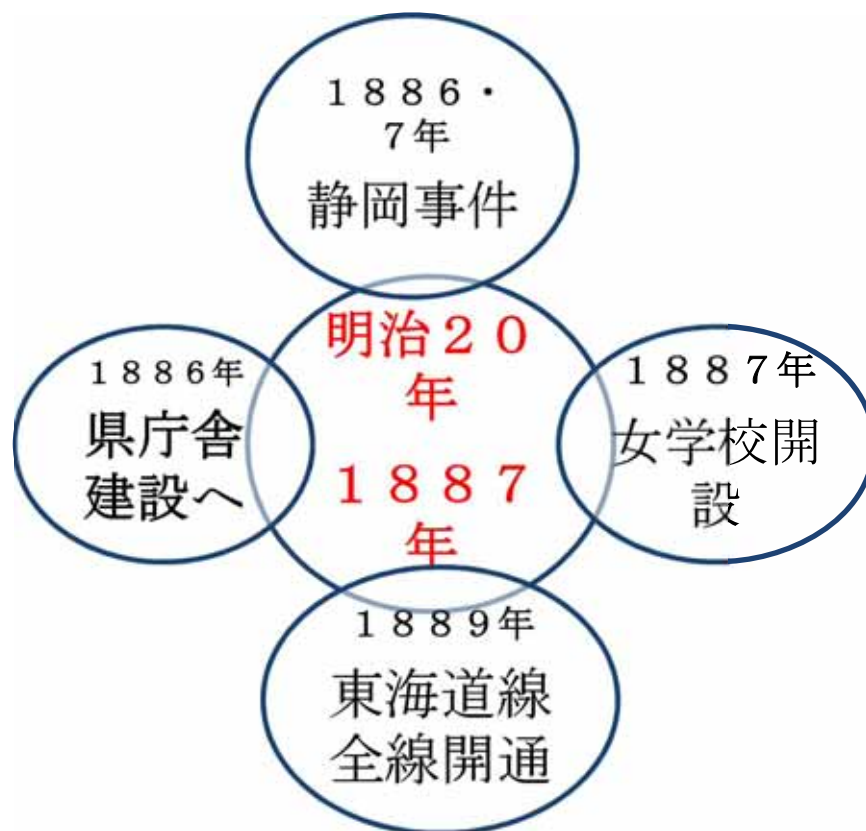 １８８６・
７年
静岡事件
明治２０
年
１８８７
年
１８８６年
県庁舎
建設へ
１８８７年
女学校開
設
１８８９年
東海道線
全線開通